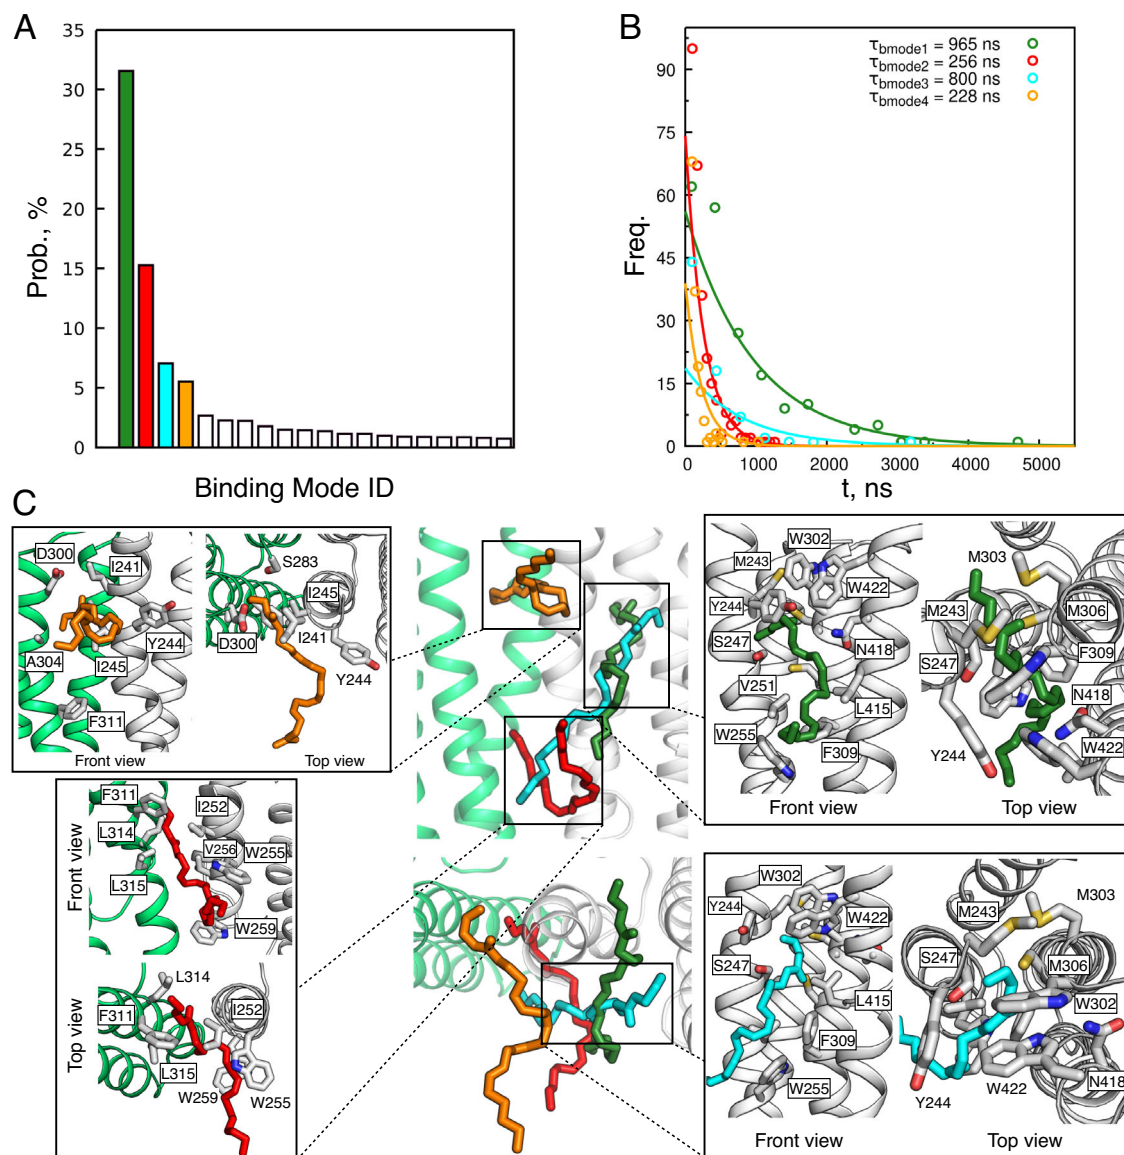 A
35
30
25
20
15
10
5
0
Prob., %
Binding Mode ID
B
τbmode1 = 965 ns
τbmode2 = 256 ns
τbmode3 = 800 ns
τbmode4 = 228 ns
90
75
60
45
30
15
0
Freq.
0 1000 2000 3000 4000 5000
t, ns
C
D300
I241
A304
I245
Y244
F311
Front view
S283
I245
D300
I241
Y244
Top view
F311
I252
L314
V256
W255
L315
W259
Front view
L314
F311
I252
L315
W259
W255
Top view
W302
M243
W422
Y244
S247
N418
V251
L415
W255
F309
Front view
M303
M243
M306
S247
F309
N418
W422
Y244
Top view
W302
Y244
W422
S247
L415
F309
W255
Front view
M303
M243
S247
M306
W302
W422
N418
Y244
Top view